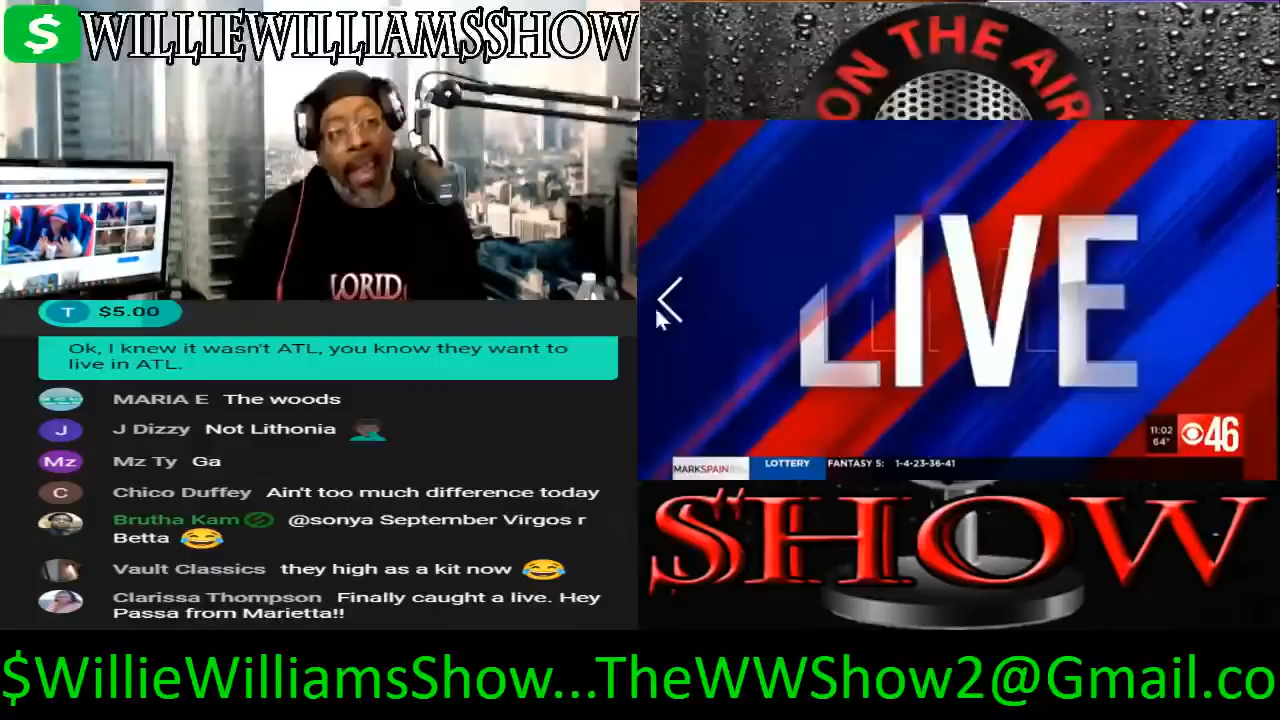 $ WILLIEWILLIAMSSHOW
ON THE AIR
LORID
LIVE
T $5.00
Ok, I knew it wasn't ATL, you know they want to
live in ATL.
MARIA E The woods
J J Dizzy Not Lithonia
Mz Mz Ty Ga
C Chico Duffey Ain't too much difference today
Brutha Kam @sonya September Virgos r
Betta 😂
Vault Classics they high as a kit now 😂
Clarissa Thompson Finally caught a live. Hey
Passa from Marietta!!
11:02
64°
46
MARKSPAIN
LOTTERY FANTASY 5: 1-4-23-36-41
SHOW
$WillieWilliamsShow...TheWWShow2@Gmail.co